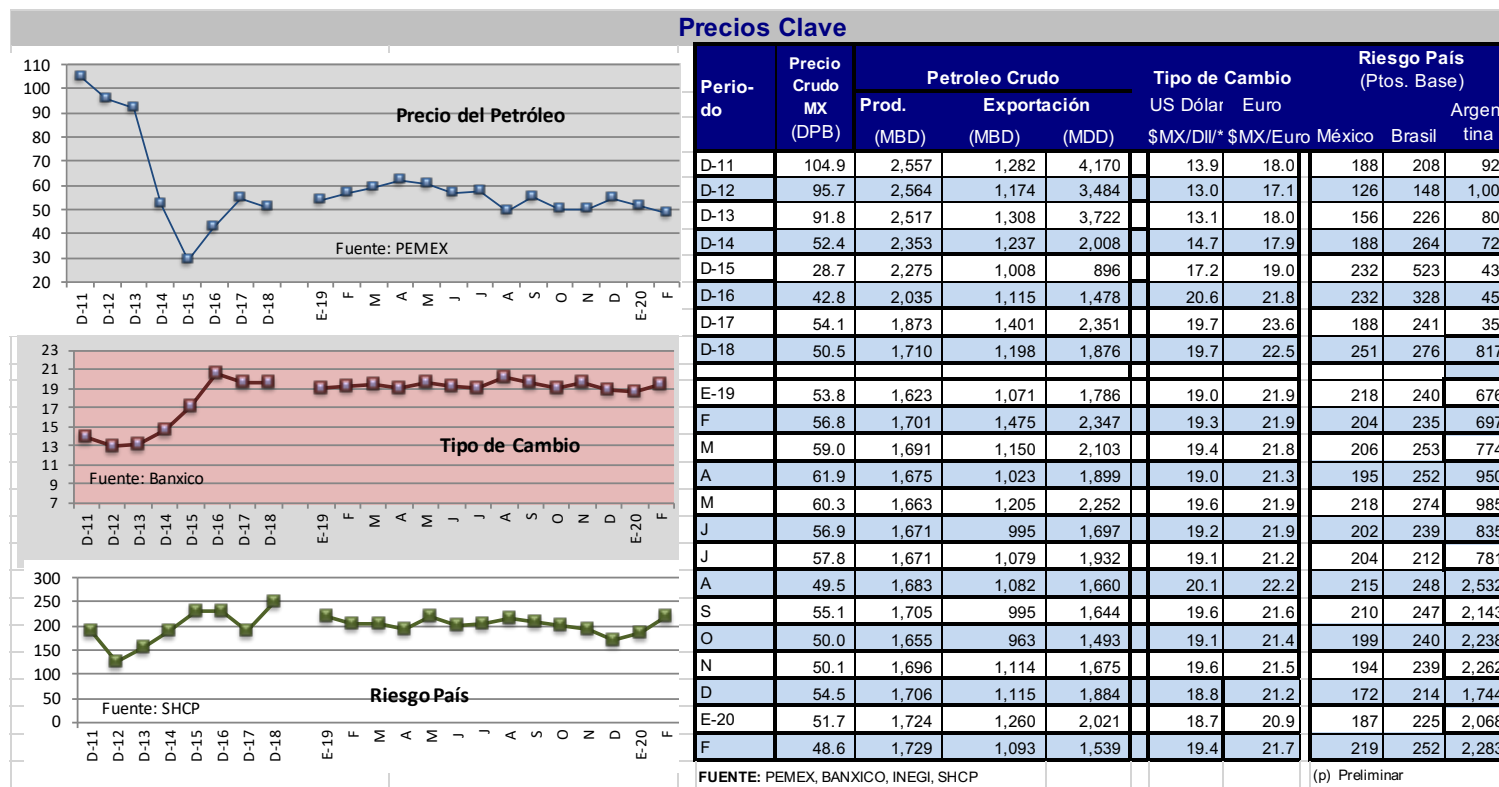 Precios Clave
110
100
90
80
70
60
50
40
30
20
Precio del Petróleo
Fuente: PEMEX
D-11 D-12 D-13 D-14 D-15 D-16 D-17 D-18 E-19 F M A M J J A S O N D E-20 F
23
21
19
17
15
13
11
9
7
Tipo de Cambio
Fuente: Banxico
D-11 D-12 D-13 D-14 D-15 D-16 D-17 D-18 E-19 F M A M J J A S O N D E-20 F
300
250
200
150
100
50
0
Riesgo País
Fuente: SHCP
D-11 D-12 D-13 D-14 D-15 D-16 D-17 D-18 E-19 F M A M J J A S O N D E-20 F
Perio-
do
Precio
Crudo
MX
(DPB)
Petroleo Crudo
Prod. Exportación
(MBD) (MBD) (MDD)
Tipo de Cambio
US Dólar Euro
$MX/Dll/* $MX/Euro
Riesgo País
(Ptos. Base)
México Brasil
Argen
tina
D-11 104.9 2,557 1,282 4,170 13.9 18.0 188 208 92
D-12 95.7 2,564 1,174 3,484 13.0 17.1 126 148 1,00
D-13 91.8 2,517 1,308 3,722 13.1 18.0 156 226 80
D-14 52.4 2,353 1,237 2,008 14.7 17.9 188 264 72
D-15 28.7 2,275 1,008 896 17.2 19.0 232 523 43
D-16 42.8 2,035 1,115 1,478 20.6 21.8 232 328 45
D-17 54.1 1,873 1,401 2,351 19.7 23.6 188 241 35
D-18 50.5 1,710 1,198 1,876 19.7 22.5 251 276 817
E-19 53.8 1,623 1,071 1,786 19.0 21.9 218 240 676
F 56.8 1,701 1,475 2,347 19.3 21.9 204 235 697
M 59.0 1,691 1,150 2,103 19.4 21.8 206 253 774
A 61.9 1,675 1,023 1,899 19.0 21.3 195 252 950
M 60.3 1,663 1,205 2,252 19.6 21.9 218 274 985
J 56.9 1,671 995 1,697 19.2 21.9 202 239 835
J 57.8 1,671 1,079 1,932 19.1 21.2 204 212 781
A 49.5 1,683 1,082 1,660 20.1 22.2 215 248 2,532
S 55.1 1,705 995 1,644 19.6 21.6 210 247 2,143
O 50.0 1,655 963 1,493 19.1 21.4 199 240 2,238
N 50.1 1,696 1,114 1,675 19.6 21.5 194 239 2,262
D 54.5 1,706 1,115 1,884 18.8 21.2 172 214 1,744
E-20 51.7 1,724 1,260 2,021 18.7 20.9 187 225 2,068
F 48.6 1,729 1,093 1,539 19.4 21.7 219 252 2,283
FUENTE: PEMEX, BANXICO, INEGI, SHCP
(p) Preliminar